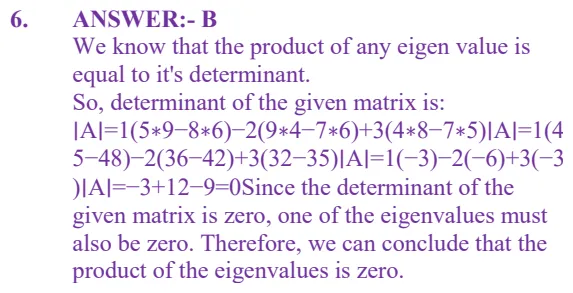 6. ANSWER:- B
We know that the product of any eigen value is
equal to it's determinant.
So, determinant of the given matrix is:
|A|=1(5∗9−8∗6)−2(9∗4−7∗6)+3(4∗8−7∗5)|A|=1(4
5−48)−2(36−42)+3(32−35)|A|=1(−3)−2(−6)+3(−3
)|A|=−3+12−9=0Since the determinant of the
given matrix is zero, one of the eigenvalues must
also be zero. Therefore, we can conclude that the
product of the eigenvalues is zero.